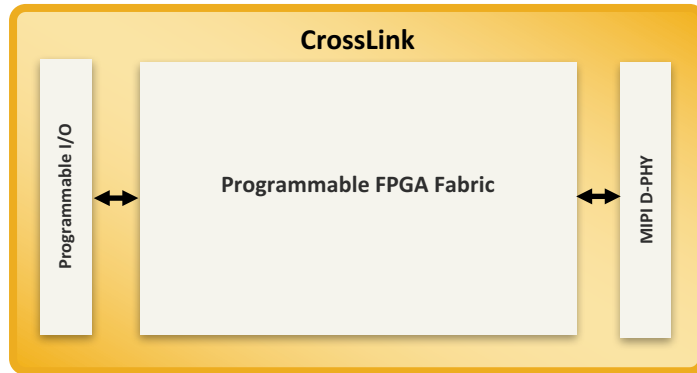 CrossLink
Programmable I/O
Programmable FPGA Fabric
MIPI D-PHY